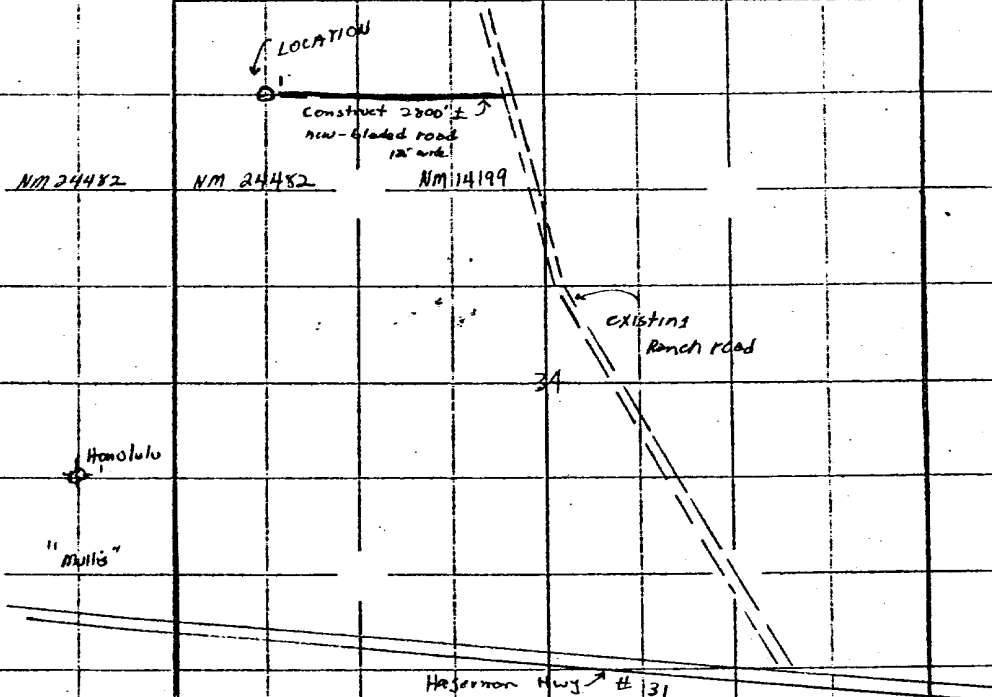 LOCATION
1
Construct 2800' ±
new-bladed road
12' wide
NM 24482
NM 24482
NM 14199
existing
Ranch road
34
Honolulu
1
"Mullis"
Hagerman Hwy # 31